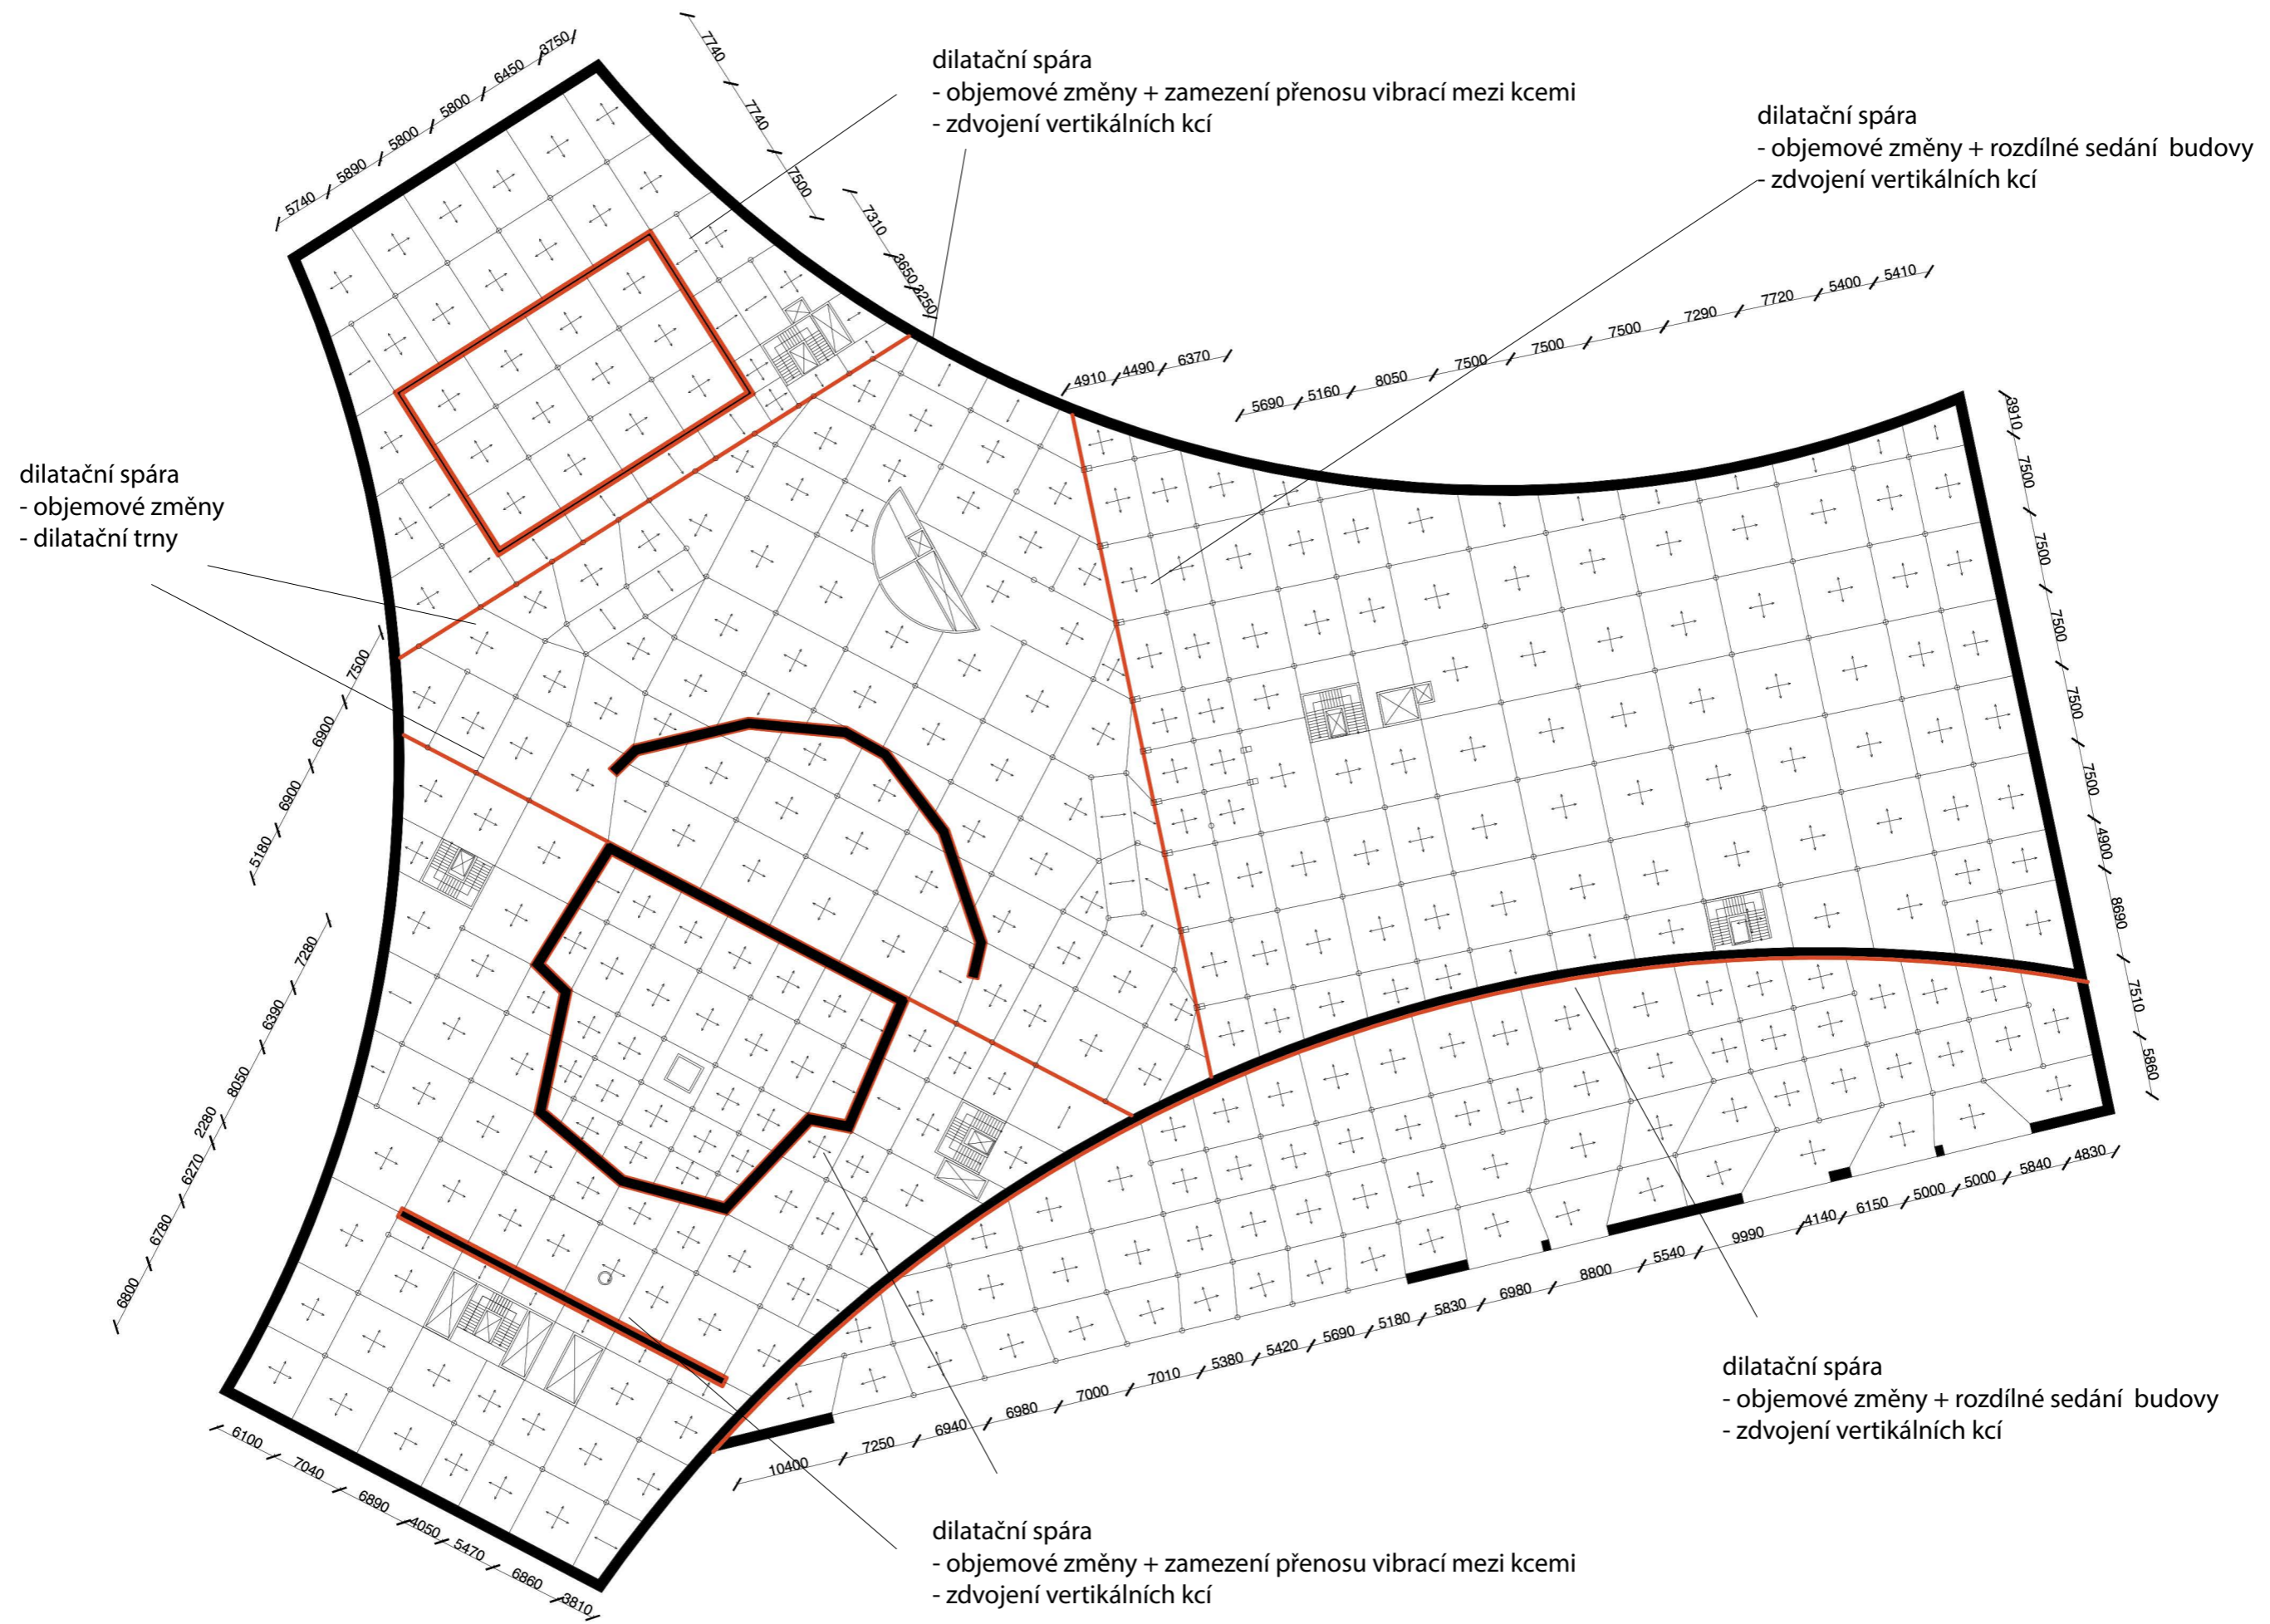 dilatační spára
- objemové změny + zamezení přenosu vibrací mezi kcemi
- zdvojení vertikálních kcí
dilatační spára
- objemové změny + rozdílné sedání  budovy
- zdvojení vertikálních kcí
dilatační spára
- objemové změny
- dilatační trny
dilatační spára
- objemové změny + rozdílné sedání  budovy
- zdvojení vertikálních kcí
dilatační spára
- objemové změny + zamezení přenosu vibrací mezi kcemi
- zdvojení vertikálních kcí
5740 5890 5800 5800 6450 3750
7740 7740 7500
7310 3650 3250
4910 4490 6370
5690 5160 8050 7500 7500 7500 7290 7720 5400 5410
3910 7500 7500 7500 7500 7500 4900 8690 7510 5860
5180 6900 6900 7500
6800 6780 6270 2280 8050 6390 7280
6100 7040 6890 4050 5470 6860 3810
10400 7250 6940 6980 7000 7010 5380 5420 5690 5180 5830 6980 8800 5540 9990 4140 6150 5000 5000 5840 4830